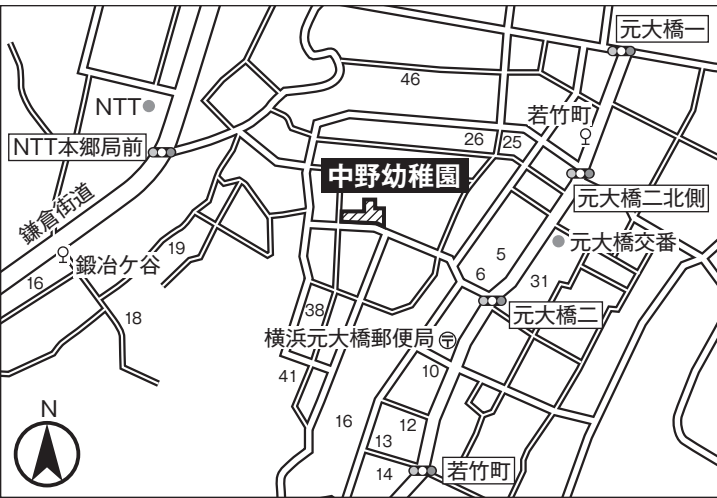 元大橋一
46
NTT
若竹町
26
25
NTT本郷局前
中野幼稚園
元大橋二北側
鎌倉街道
元大橋交番
19
5
鍛冶ケ谷
16
6
31
18
38
元大橋二
横浜元大橋郵便局
〒
41
10
16
12
13
N
14
若竹町